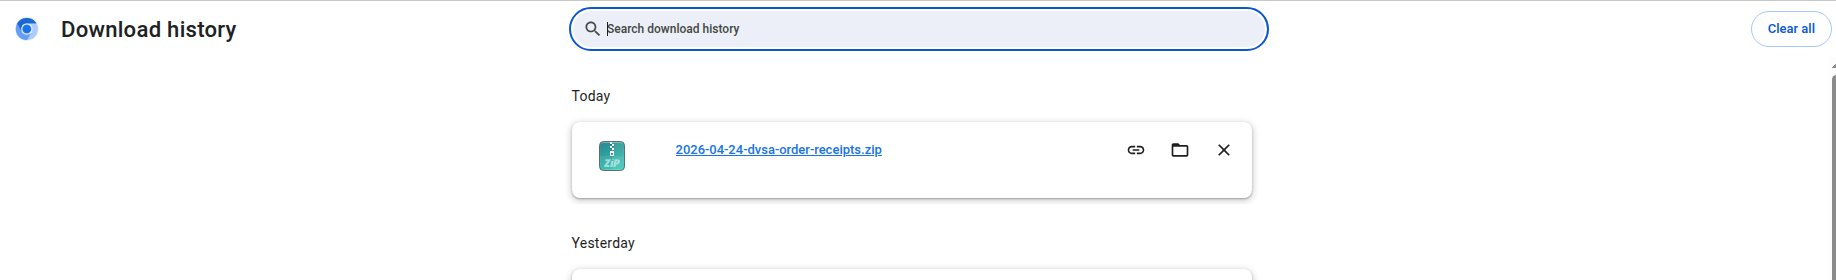 Download history
Search download history
Clear all
Today
ZiP
2026-04-24-dvsa-order-receipts.zip
Yesterday